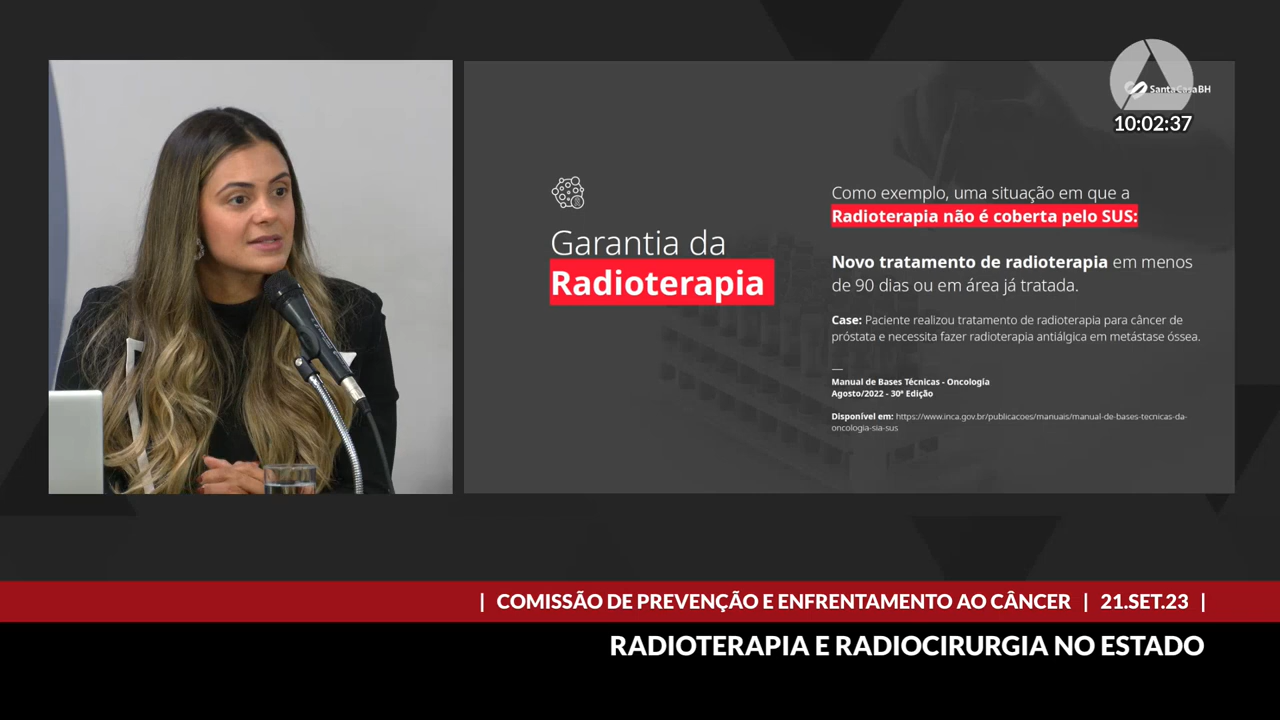 SantaCasaBH
10:02:37
Garantia da
Radioterapia
Como exemplo, uma situação em que a
Radioterapia não é coberta pelo SUS:
Novo tratamento de radioterapia em menos
de 90 dias ou em área já tratada.
Case: Paciente realizou tratamento de radioterapia para câncer de
próstata e necessita fazer radioterapia antiálgica em metástase óssea.
—
Manual de Bases Técnicas - Oncologia
Agosto/2022 - 30ª Edição
Disponível em: https://www.inca.gov.br/publicacoes/manuais/manual-de-bases-tecnicas-da-
oncologia-sia-sus
| COMISSÃO DE PREVENÇÃO E ENFRENTAMENTO AO CÂNCER | 21.SET.23 |
RADIOTERAPIA E RADIOCIRURGIA NO ESTADO